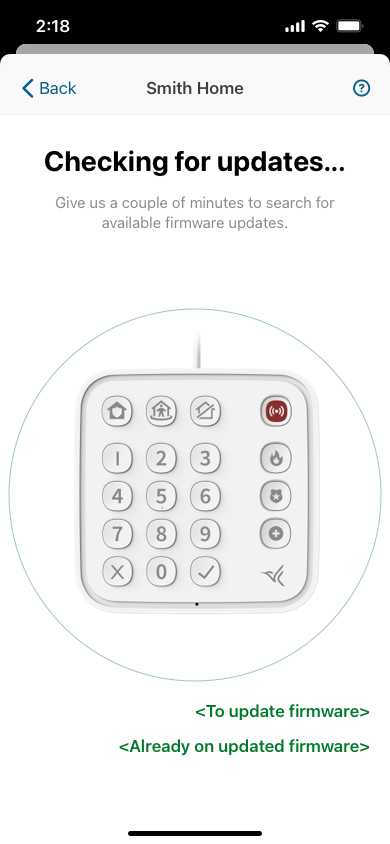 2:18
Back
Smith Home
?
Checking for updates...
Give us a couple of minutes to search for
available firmware updates.
1 2 3
4 5 6
7 8 9
X 0
<To update firmware>
<Already on updated firmware>